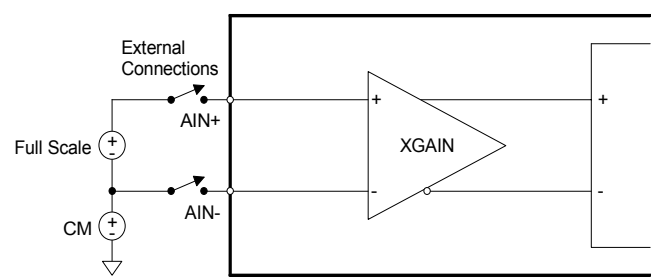 External
Connections
AIN+
Full Scale
+
-
AIN-
CM
+
-
+
-
XGAIN
+
-